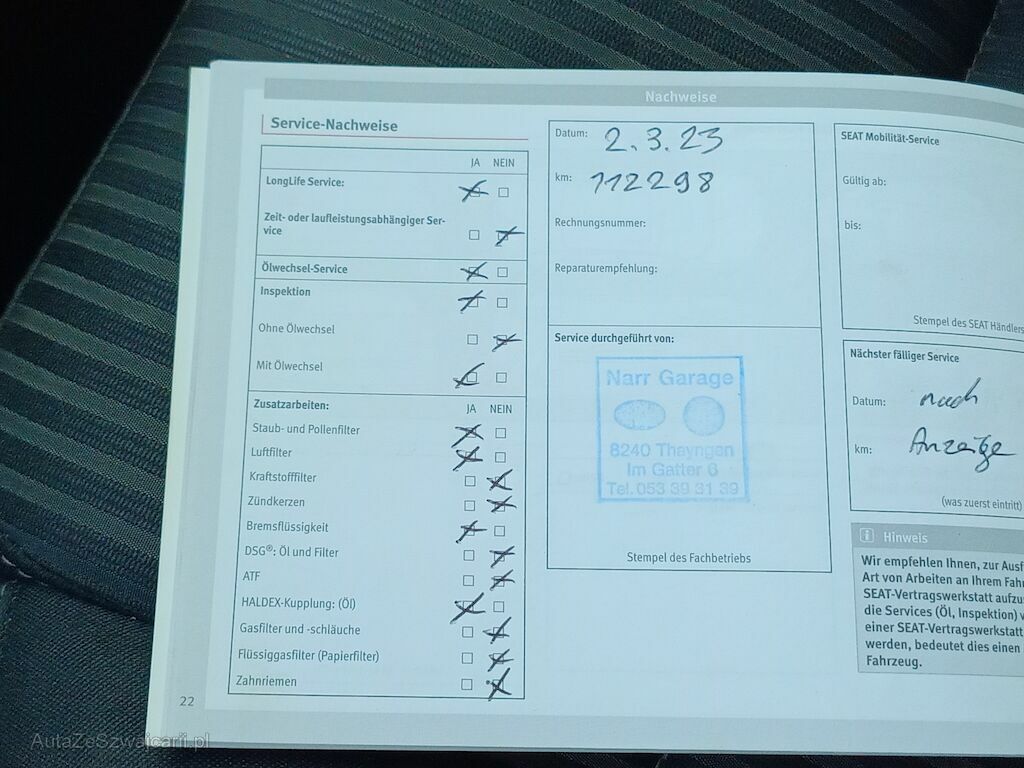 Nachweise
Service-Nachweise
JA NEIN
LongLife Service:
Zeit- oder laufleistungsabhängiger Ser-
vice
Ölwechsel-Service
Inspektion
Ohne Ölwechsel
Mit Ölwechsel
Zusatzarbeiten: JA NEIN
Staub- und Pollenfilter
Luftfilter
Kraftstofffilter
Zündkerzen
Bremsflüssigkeit
DSG®: Öl und Filter
ATF
HALDEX-Kupplung: (Öl)
Gasfilter und -schläuche
Flüssiggasfilter (Papierfilter)
Zahnriemen
22
Datum: 2.3.23
km: 112298
Rechnungsnummer:
Reparaturempfehlung:
Service durchgeführt von:
Narr Garage
8240 Thayngen
Im Gatter 6
Tel. 053 39 31 39
Stempel des Fachbetriebs
SEAT Mobilität-Service
Gültig ab:
bis:
Stempel des SEAT Händlers
Nächster fälliger Service
Datum: nach
km: Anzeige
(was zuerst eintritt)
Hinweis
Wir empfehlen Ihnen, zur Ausf
Art von Arbeiten an Ihrem Fahr
SEAT-Vertragswerkstatt aufzu
die Services (Öl, Inspektion) v
einer SEAT-Vertragswerkstatt
werden, bedeutet dies einen
Fahrzeug.
AutaZeSzwajcarii.pl